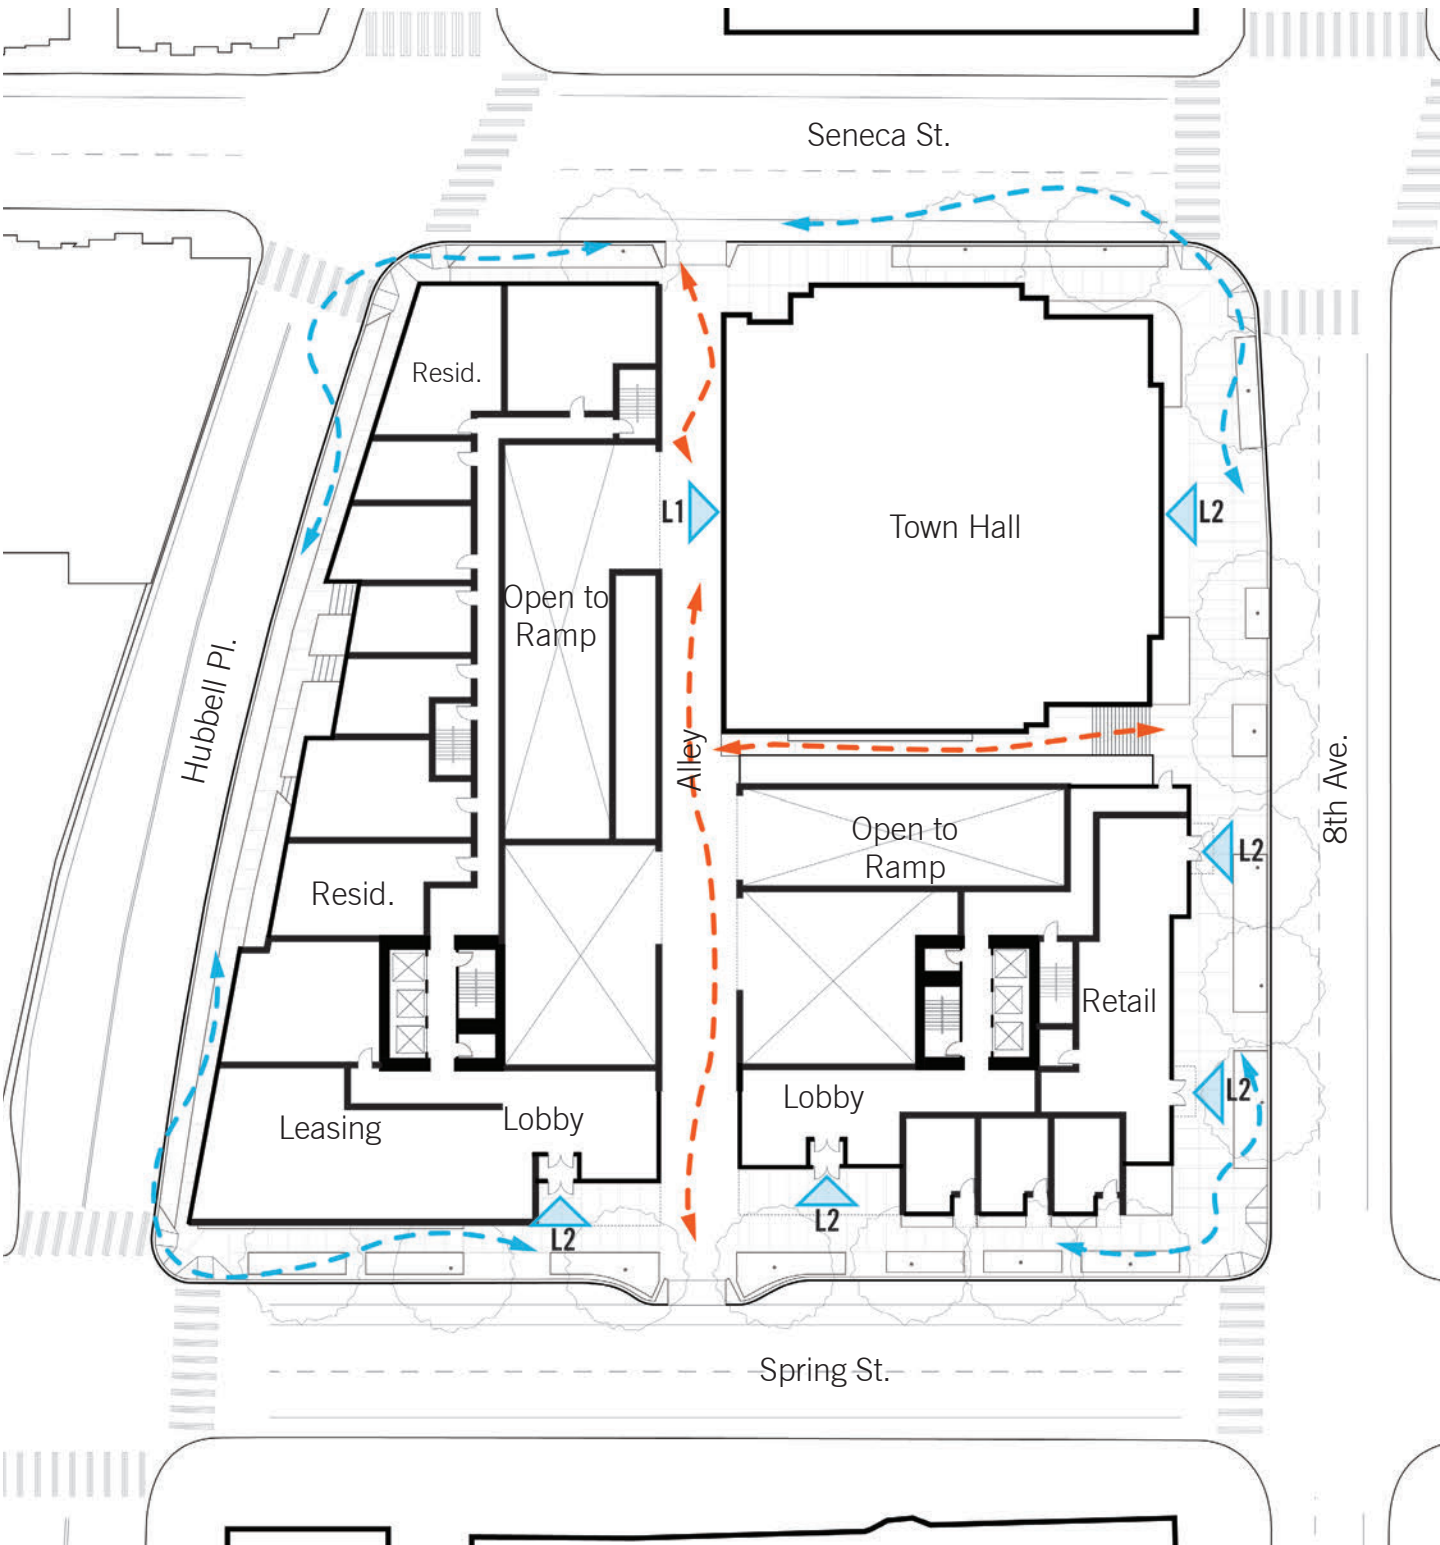 Seneca St.
Resid.
L1
L2
Town Hall
Open to
Ramp
Hubbell Pl.
Alley
8th Ave.
Open to
Ramp
L2
Resid.
Retail
L2
Lobby
Leasing
Lobby
L2
L2
Spring St.